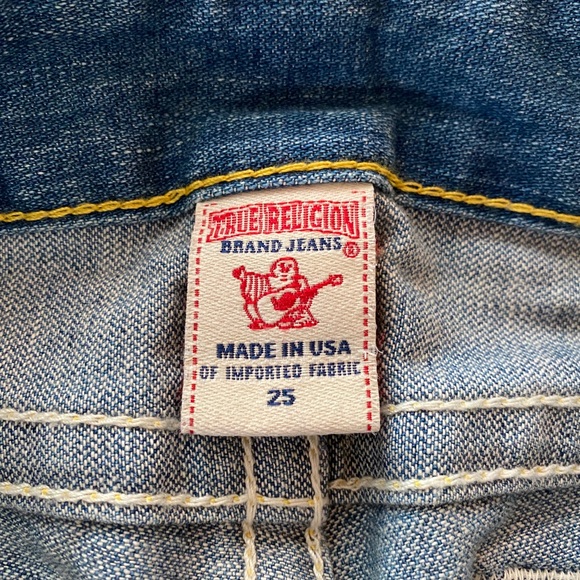 TRUE RELIGION
BRAND JEANS ®
MADE IN USA
OF IMPORTED FABRIC
25